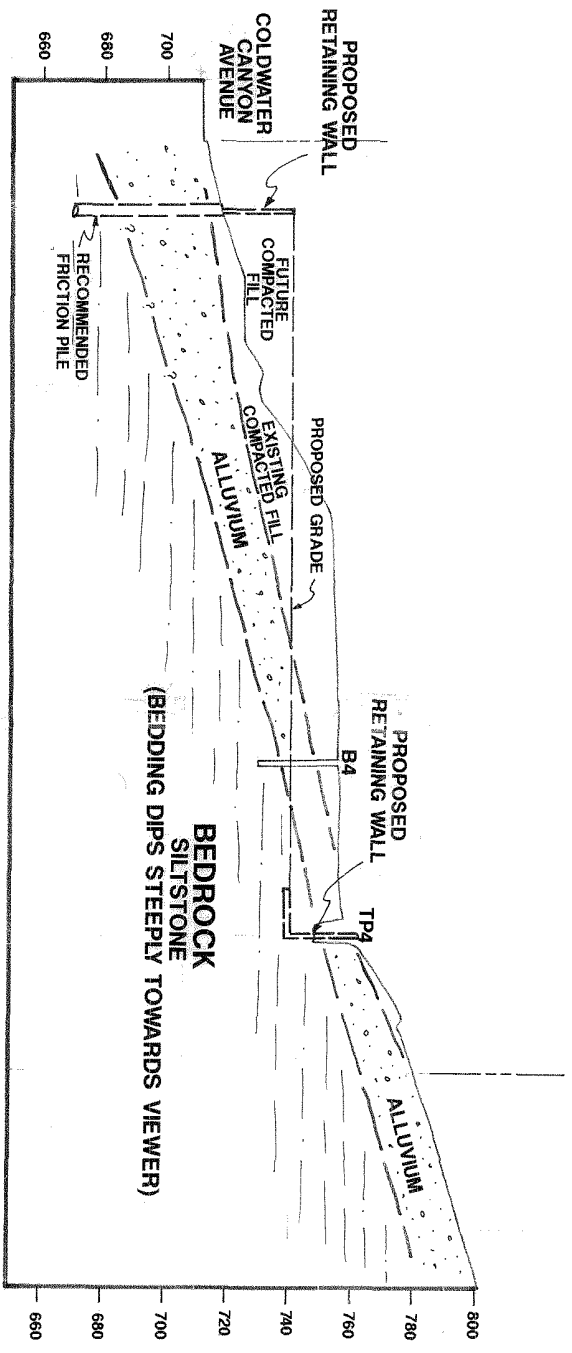 PROPOSED
RETAINING WALL
COLDWATER
CANYON
AVENUE
700
680
660
FUTURE
COMPACTED
FILL
RECOMMENDED
FRICTION PILE
PROPOSED GRADE
EXISTING
COMPACTED FILL
ALLUVIUM
?
?
?
?
B4
PROPOSED
RETAINING WALL
TP4
BEDROCK
SILTSTONE
(BEDDING DIPS STEEPLY TOWARDS VIEWER)
ALLUVIUM
800
780
760
740
720
700
680
660